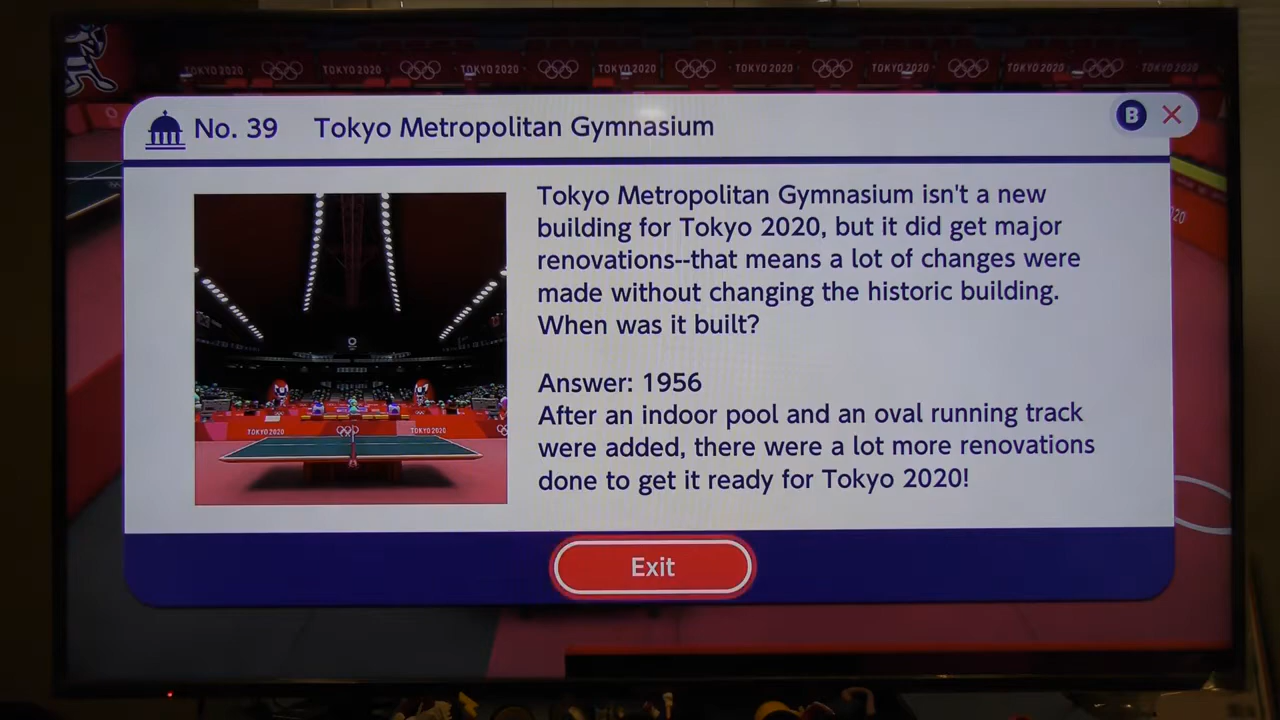 TOKYO 2020 TOKYO 2020 TOKYO 2020 TOKYO 2020 TOKYO 2020 TOKYO 2020 TOKYO 2020 TOKYO 2020
No. 39 Tokyo Metropolitan Gymnasium
B
Tokyo Metropolitan Gymnasium isn't a new
building for Tokyo 2020, but it did get major
renovations--that means a lot of changes were
made without changing the historic building.
When was it built?
Answer: 1956
After an indoor pool and an oval running track
were added, there were a lot more renovations
done to get it ready for Tokyo 2020!
TOKYO 2020 TOKYO 2020
Exit